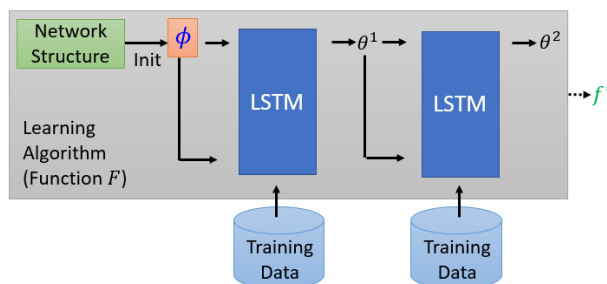 Network
Structure
Init
ϕ
LSTM
θ¹
LSTM
θ²
f*
Learning
Algorithm
(Function F)
Training
Data
Training
Data